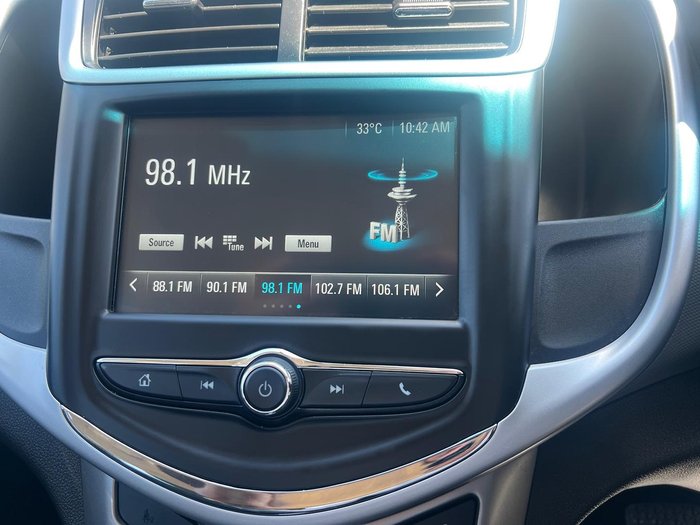 33°C 10:42 AM
98.1 MHz
FM
Source Tune Menu
88.1 FM 90.1 FM 98.1 FM 102.7 FM 106.1 FM